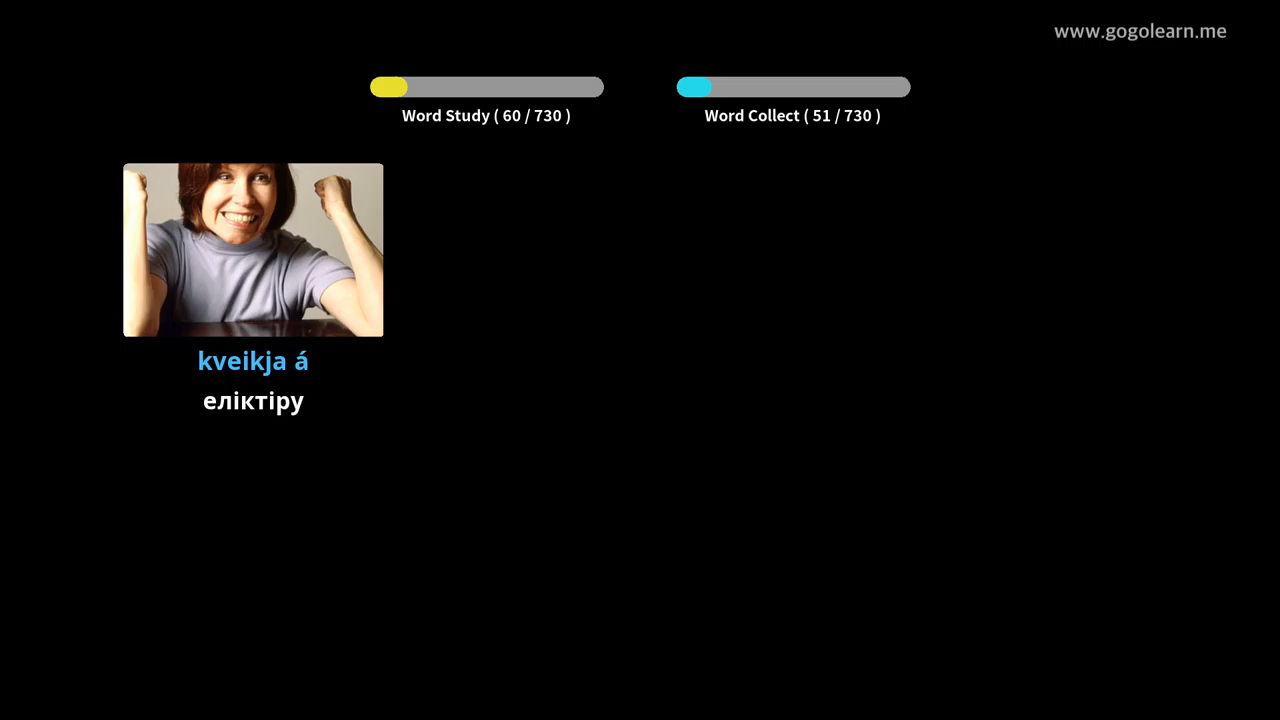 www.gogolearn.me
Word Study ( 60 / 730 )
Word Collect ( 51 / 730 )
kveikja á
еліктіру